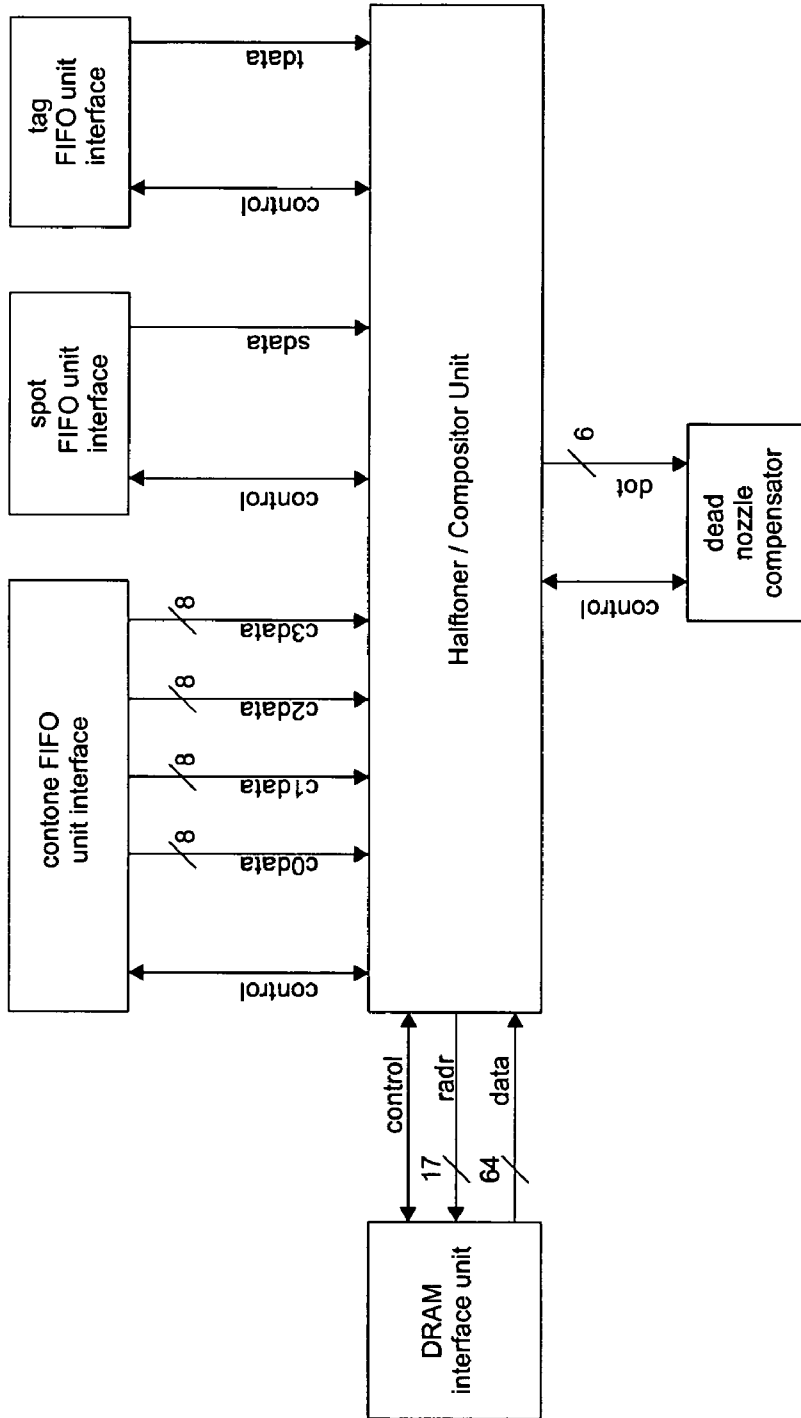 contone FIFO
unit interface
spot
FIFO unit
interface
tag
FIFO unit
interface
control
8
c0data
8
c1data
8
c2data
8
c3data
control
sdata
control
tdata
DRAM
interface unit
control
17
radr
64
data
Halftoner / Compositor Unit
control
6
dot
dead
nozzle
compensator